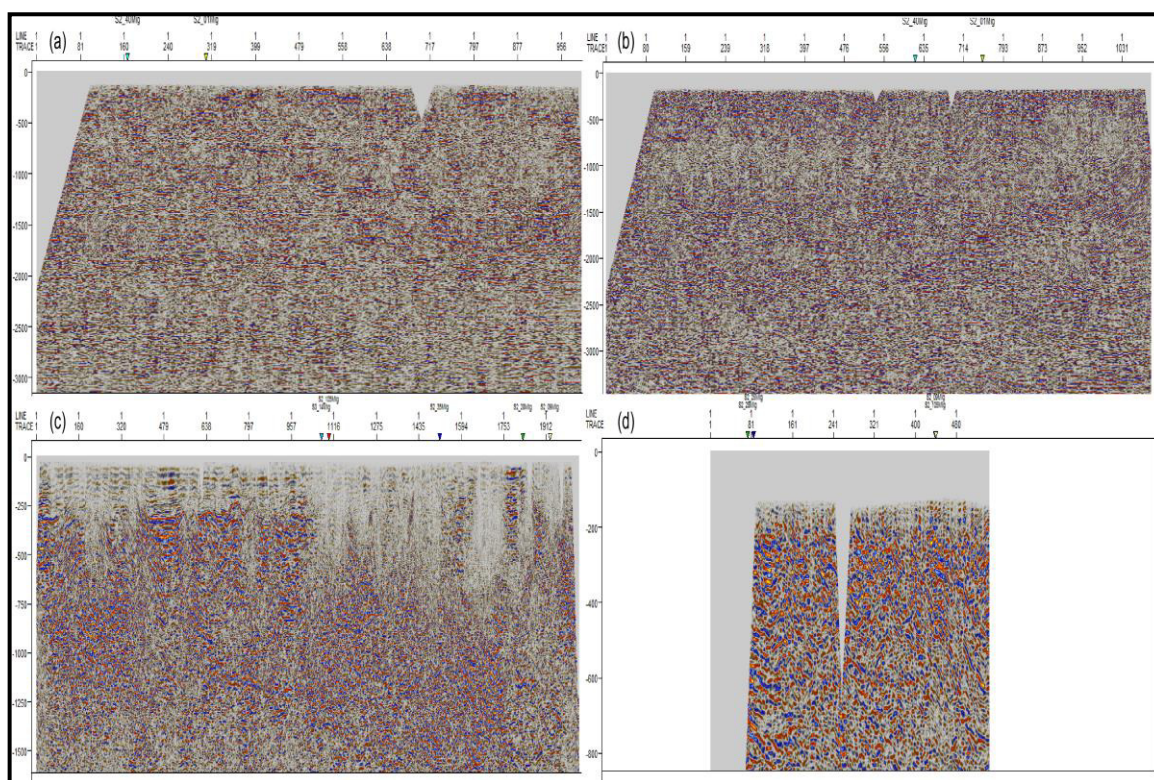 S2_40Mig S2_01Mig
LINE 1 1 1 1 1 1 1 1 1 1 1 1 1
TRACE 1 81 160 240 319 399 479 558 638 717 797 877 956
(a)
0
-500
-1000
-1500
-2000
-2500
-3000
S2_40Mig S2_01Mig
LINE 1 1 1 1 1 1 1 1 1 1 1 1 1 1
TRACE 1 80 159 239 318 397 476 556 635 714 793 873 952 1031
(b)
0
-500
-1000
-1500
-2000
-2500
-3000
LINE 1 1 1 1 1 1 1 1 1 1 1 1 1
TRACE 1 160 320 479 638 797 957 1116 1275 1435 1594 1753 1912
(c)
0
-250
-500
-750
-1000
-1250
-1500
LINE 1 1 1 1 1 1 1
TRACE 1 81 161 241 321 400 480
(d)
0
-200
-400
-600
-800